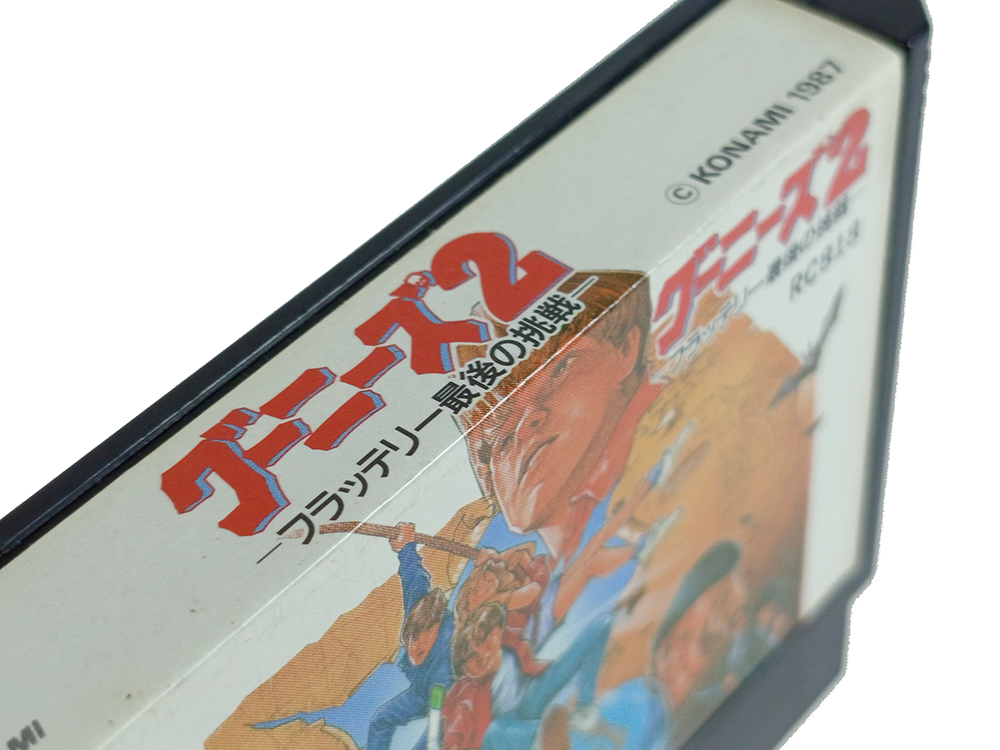 © KONAMI 1987
グーニーズ2
フラッテリー最後の挑戦
RC818
グーニーズ2
—フラッテリー最後の挑戦—
AMI